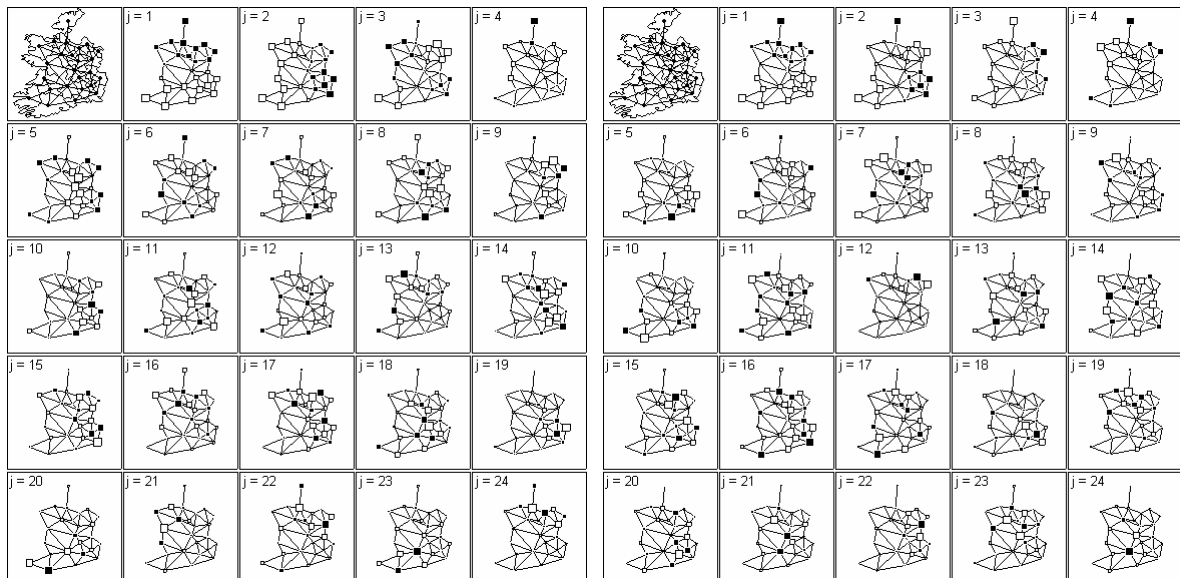 j = 1 j = 2 j = 3 j = 4 j = 1 j = 2 j = 3 j = 4
j = 5 j = 6 j = 7 j = 8 j = 9 j = 5 j = 6 j = 7 j = 8 j = 9
j = 10 j = 11 j = 12 j = 13 j = 14 j = 10 j = 11 j = 12 j = 13 j = 14
j = 15 j = 16 j = 17 j = 18 j = 19 j = 15 j = 16 j = 17 j = 18 j = 19
j = 20 j = 21 j = 22 j = 23 j = 24 j = 20 j = 21 j = 22 j = 23 j = 24